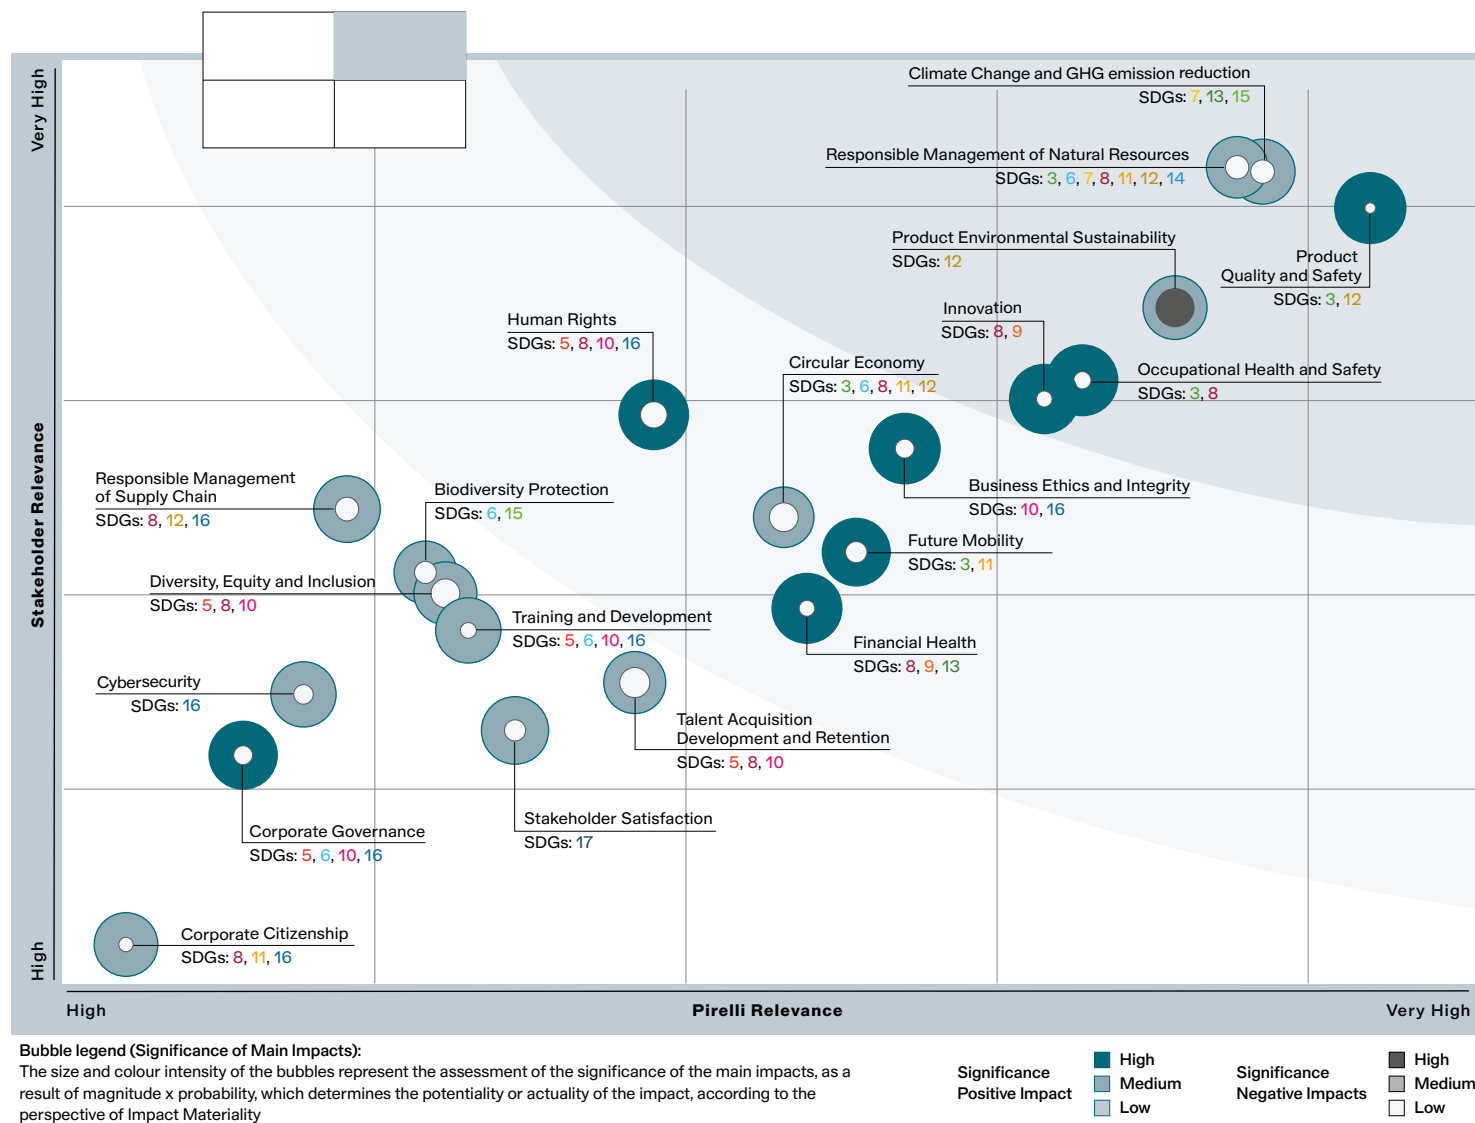 Very High
Stakeholder Relevance
High
Climate Change and GHG emission reduction
SDGs: 7, 13, 15
Responsible Management of Natural Resources
SDGs: 3, 6, 7, 8, 11, 12, 14
Product Environmental Sustainability
SDGs: 12
Product
Quality and Safety
SDGs: 3, 12
Innovation
SDGs: 8, 9
Human Rights
SDGs: 5, 8, 10, 16
Circular Economy
SDGs: 3, 6, 8, 11, 12
Occupational Health and Safety
SDGs: 3, 8
Responsible Management
of Supply Chain
SDGs: 8, 12, 16
Biodiversity Protection
SDGs: 6, 15
Business Ethics and Integrity
SDGs: 10, 16
Future Mobility
SDGs: 3, 11
Diversity, Equity and Inclusion
SDGs: 5, 8, 10
Training and Development
SDGs: 5, 6, 10, 16
Financial Health
SDGs: 8, 9, 13
Cybersecurity
SDGs: 16
Talent Acquisition
Development and Retention
SDGs: 5, 8, 10
Stakeholder Satisfaction
SDGs: 17
Corporate Governance
SDGs: 5, 6, 10, 16
Corporate Citizenship
SDGs: 8, 11, 16
High
Pirelli Relevance
Very High
Bubble legend (Significance of Main Impacts):
The size and colour intensity of the bubbles represent the assessment of the significance of the main impacts, as a
result of magnitude x probability, which determines the potentiality or actuality of the impact, according to the
perspective of Impact Materiality
Significance
Positive Impact
High
Medium
Low
Significance
Negative Impacts
High
Medium
Low